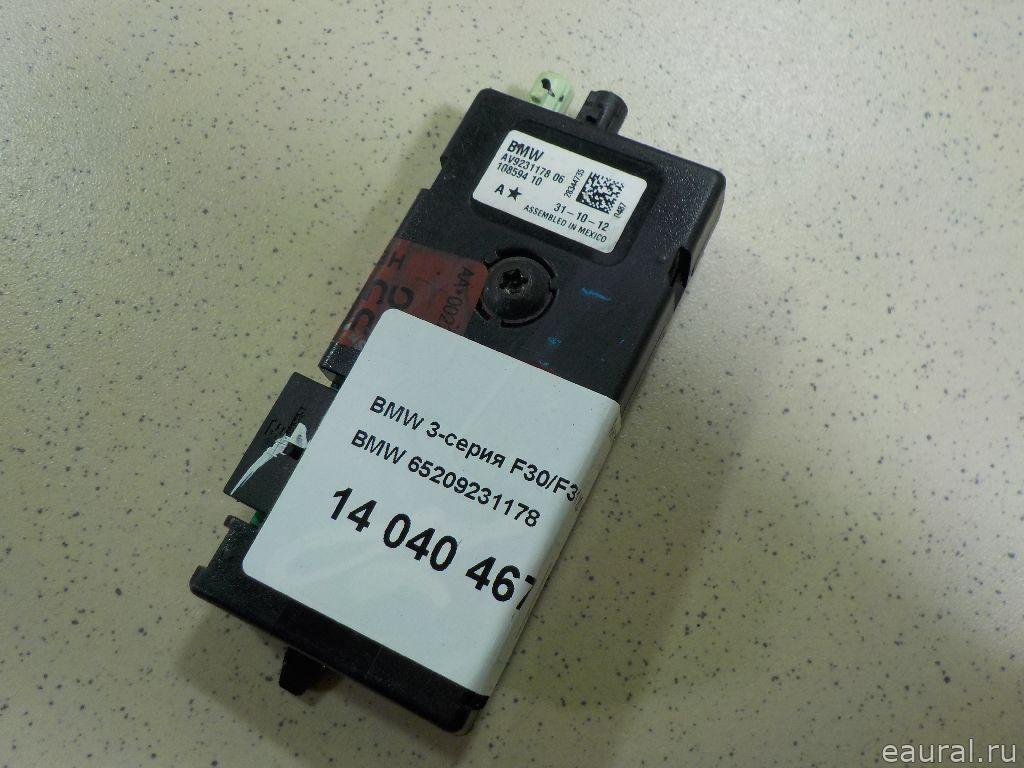 BMW
AV9231178 06
108594 10
A★
31-10-12
ASSEMBLED IN MEXICO
28344735
BMW 3-серия F30/F3
BMW 65209231178
14 040 467
eaural.ru